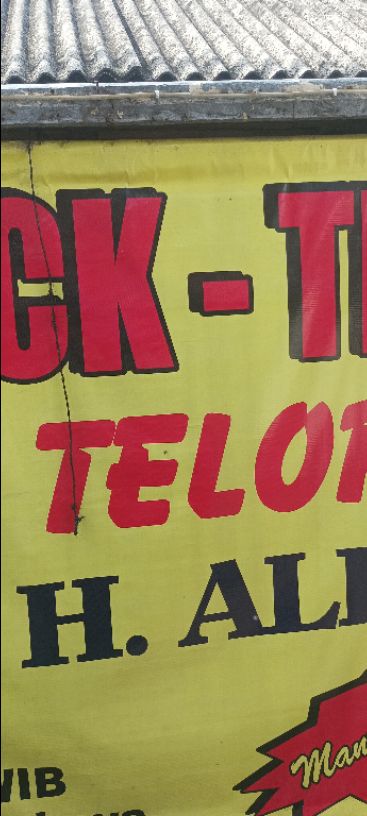 CK - T
TELO
H. AL
WIB
Man